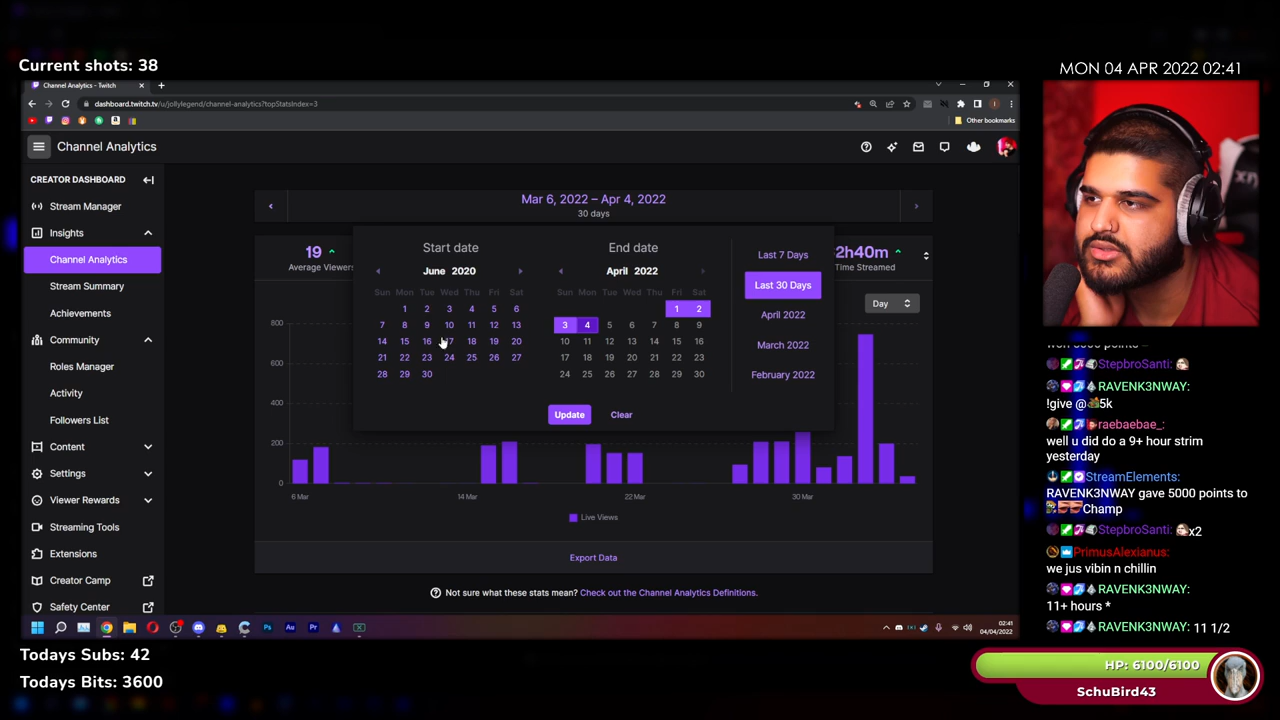 Current shots: 38
MON 04 APR 2022 02:41
Channel Analytics - Twitch
dashboard.twitch.tv/u/jollylegend/channel-analytics?topStatsIndex=3
Other bookmarks
Channel Analytics
CREATOR DASHBOARD
Stream Manager
Insights
Channel Analytics
Stream Summary
Achievements
Community
Roles Manager
Activity
Followers List
Content
Settings
Viewer Rewards
Streaming Tools
Extensions
Creator Camp
Safety Center
Mar 6, 2022 – Apr 4, 2022
30 days
19
Average Viewers
2h40m
Time Streamed
Day
Start date
June 2020
Sun Mon Tue Wed Thu Fri Sat
1 2 3 4 5 6
7 8 9 10 11 12 13
14 15 16 17 18 19 20
21 22 23 24 25 26 27
28 29 30
End date
April 2022
Sun Mon Tue Wed Thu Fri Sat
1 2
3 4 5 6 7 8 9
10 11 12 13 14 15 16
17 18 19 20 21 22 23
24 25 26 27 28 29 30
Last 7 Days
Last 30 Days
April 2022
March 2022
February 2022
Update Clear
800
600
400
200
0
6 Mar 14 Mar 22 Mar 30 Mar
Live Views
Export Data
Not sure what these stats mean? Check out the Channel Analytics Definitions.
02:41
04/04/2022
StepbroSanti:
RAVENK3NWAY:
!give @ 5k
raebaebae_:
well u did do a 9+ hour strim
yesterday
StreamElements:
RAVENK3NWAY gave 5000 points to
Champ
StepbroSanti: x2
PrimusAlexianus:
we jus vibin n chillin
RAVENK3NWAY:
11+ hours *
RAVENK3NWAY: 11 1/2
Todays Subs: 42
Todays Bits: 3600
HP: 6100/6100
SchuBird43